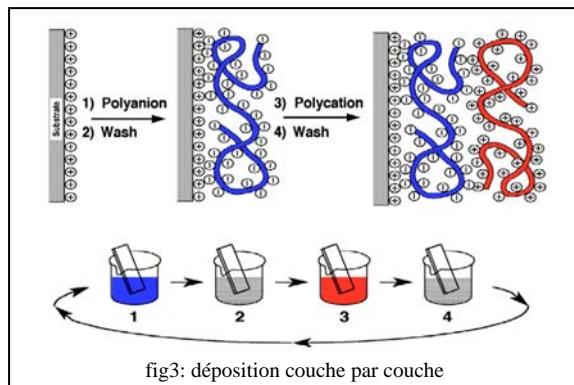 Substrate
1) Polyanion
2) Wash
3) Polycation
4) Wash
1
2
3
4
fig3: déposition couche par couche